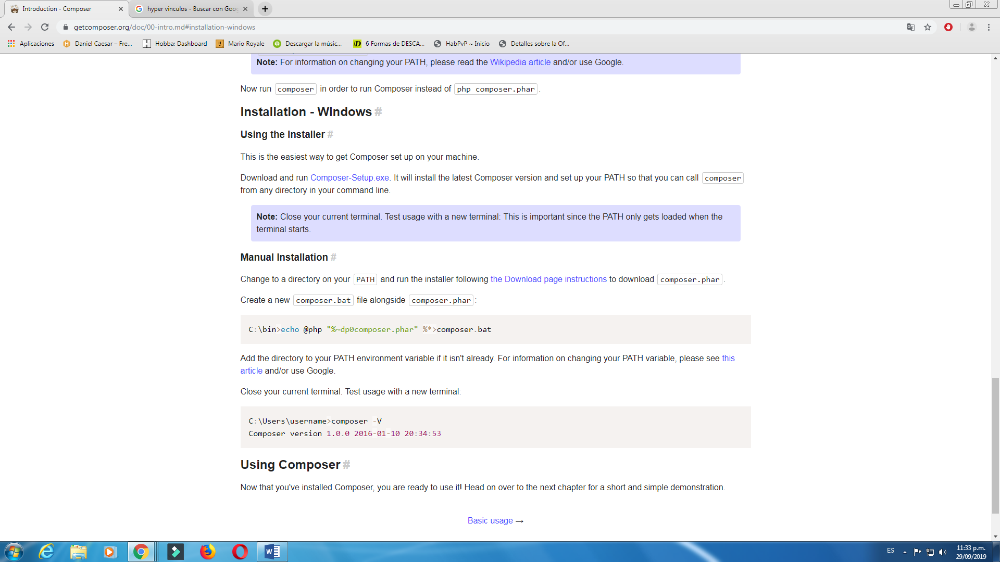 Introduction - Composer
hyper vinculos - Buscar con Goog
getcomposer.org/doc/00-intro.md#installation-windows
Aplicaciones Daniel Caesar – Fre... Hobba: Dashboard Mario Royale Descargar la músic... 6 Formas de DESCA... HabPvP ~ Inicio Detalles sobre la Of...
Note: For information on changing your PATH, please read the Wikipedia article and/or use Google.
Now run composer in order to run Composer instead of php composer.phar.
Installation - Windows #
Using the Installer #
This is the easiest way to get Composer set up on your machine.
Download and run Composer-Setup.exe. It will install the latest Composer version and set up your PATH so that you can call composer
from any directory in your command line.
Note: Close your current terminal. Test usage with a new terminal: This is important since the PATH only gets loaded when the
terminal starts.
Manual Installation #
Change to a directory on your PATH and run the installer following the Download page instructions to download composer.phar.
Create a new composer.bat file alongside composer.phar:
C:\bin>echo @php "%~dp0composer.phar" %*>composer.bat
Add the directory to your PATH environment variable if it isn't already. For information on changing your PATH variable, please see this
article and/or use Google.
Close your current terminal. Test usage with a new terminal:
C:\Users\username>composer -V
Composer version 1.0.0 2016-01-10 20:34:53
Using Composer #
Now that you've installed Composer, you are ready to use it! Head on over to the next chapter for a short and simple demonstration.
Basic usage →
ES
11:33 p.m.
29/09/2019